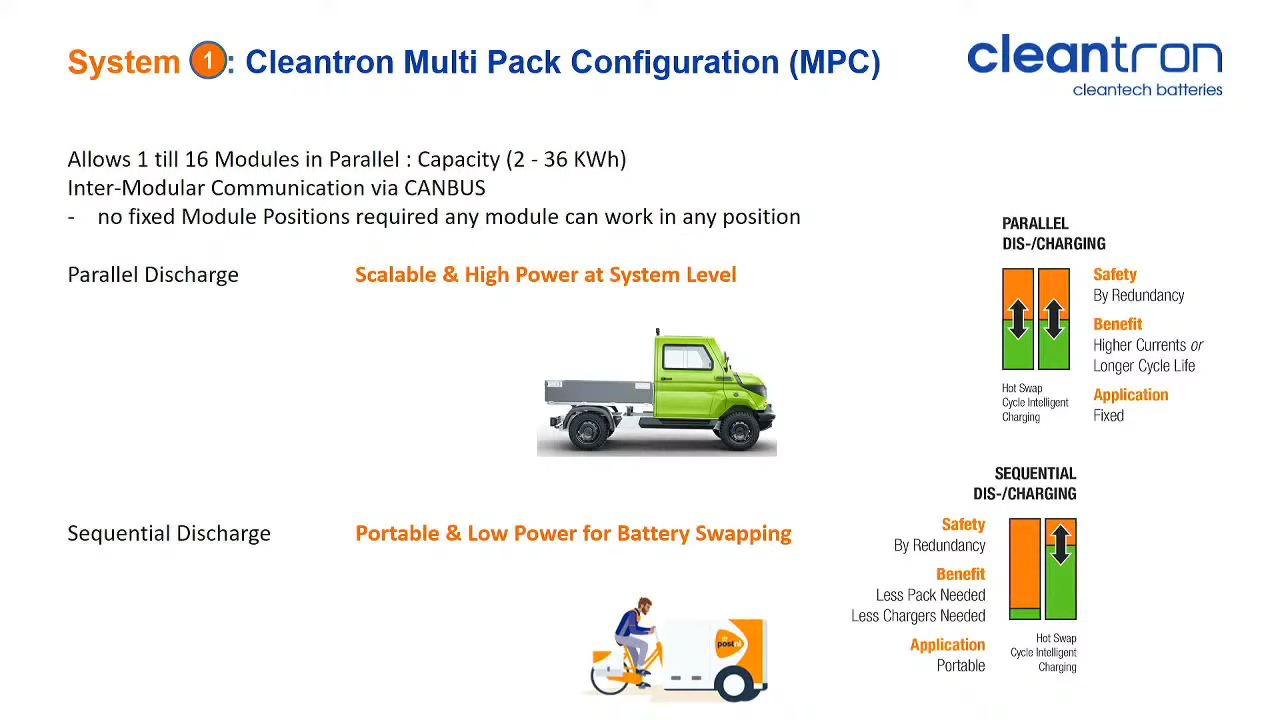 System 1: Cleantron Multi Pack Configuration (MPC)
cleantron
cleantech batteries
Allows 1 till 16 Modules in Parallel : Capacity (2 - 36 KWh)
Inter-Modular Communication via CANBUS
- no fixed Module Positions required any module can work in any position
Parallel Discharge
Scalable & High Power at System Level
PARALLEL
DIS-/CHARGING
Safety
By Redundancy
Benefit
Higher Currents or
Longer Cycle Life
Application
Fixed
Hot Swap
Cycle Intelligent
Charging
Sequential Discharge
Portable & Low Power for Battery Swapping
postnl
SEQUENTIAL
DIS-/CHARGING
Safety
By Redundancy
Benefit
Less Pack Needed
Less Chargers Needed
Application
Portable
Hot Swap
Cycle Intelligent
Charging